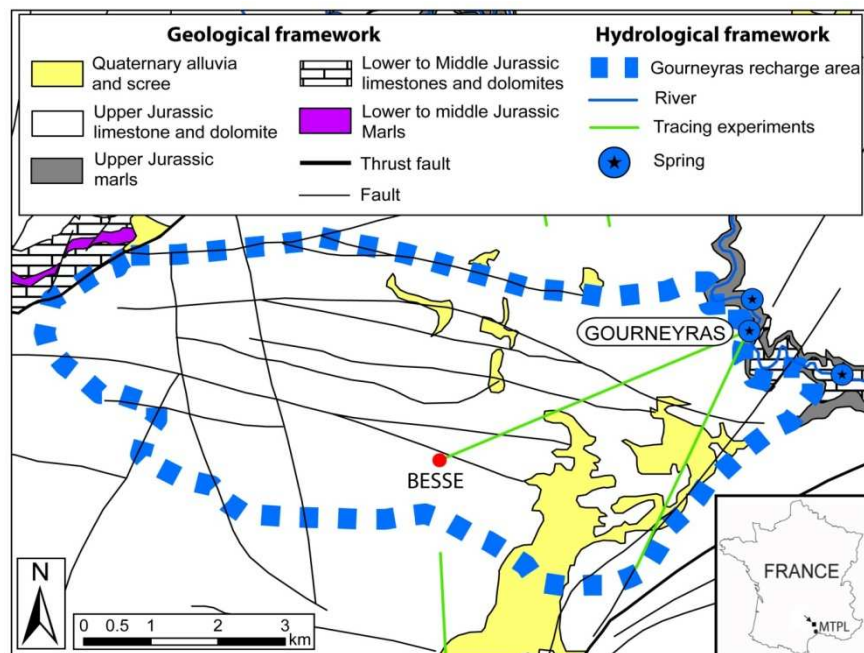 Geological framework
Quaternary alluvia
and scree
Upper Jurassic
limestone and dolomite
Upper Jurassic
marls
Lower to Middle Jurassic
limestones and dolomites
Lower to middle Jurassic
Marls
Thrust fault
Fault
Hydrological framework
Gourneyras recharge area
River
Tracing experiments
Spring
GOURNEYRAS
BESSE
N
0 0.5 1 2 3
km
FRANCE
MTPL